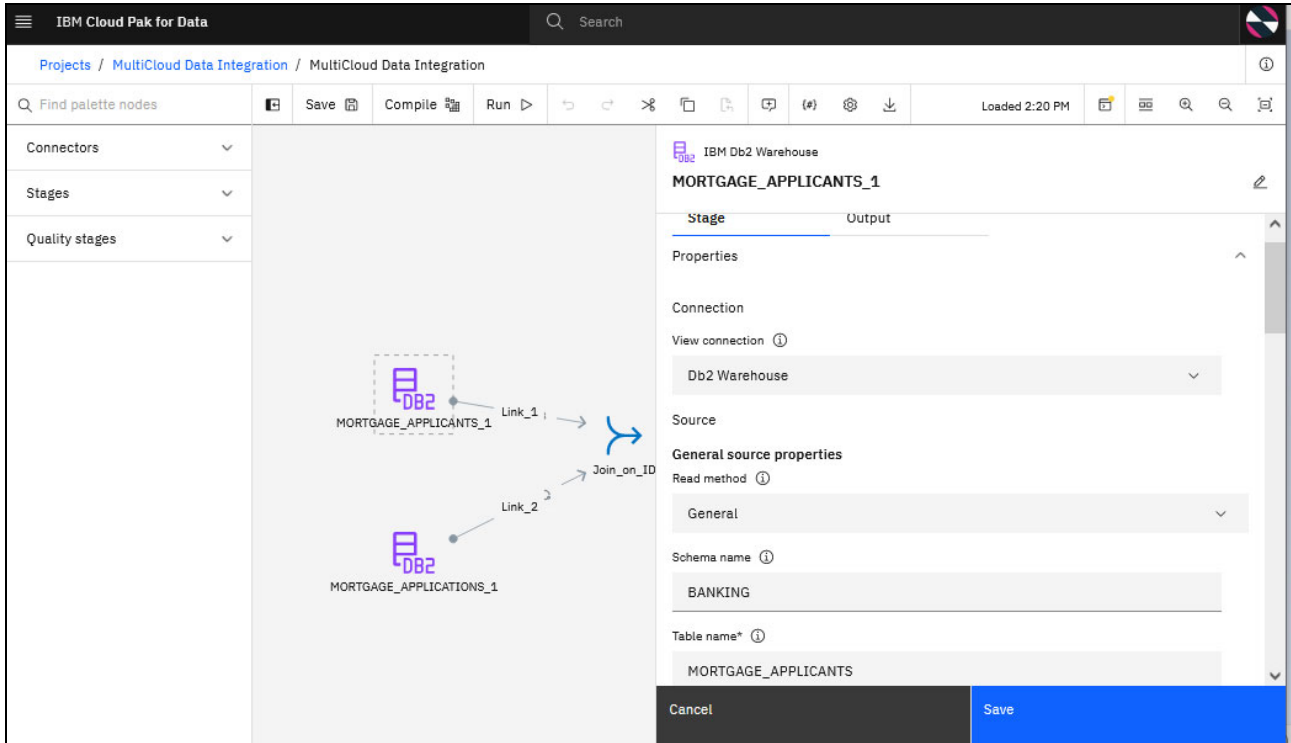 IBM Cloud Pak for Data
Search
Projects / MultiCloud Data Integration / MultiCloud Data Integration
Find palette nodes
Save
Compile
Run
{#}
Loaded 2:20 PM
Connectors
Stages
Quality stages
DB2
MORTGAGE_APPLICANTS_1
Link_1
Join_on_ID
Link_2
DB2
MORTGAGE_APPLICATIONS_1
DB2
IBM Db2 Warehouse
MORTGAGE_APPLICANTS_1
Stage
Output
Properties
Connection
View connection
Db2 Warehouse
Source
General source properties
Read method
General
Schema name
BANKING
Table name*
MORTGAGE_APPLICANTS
Cancel
Save